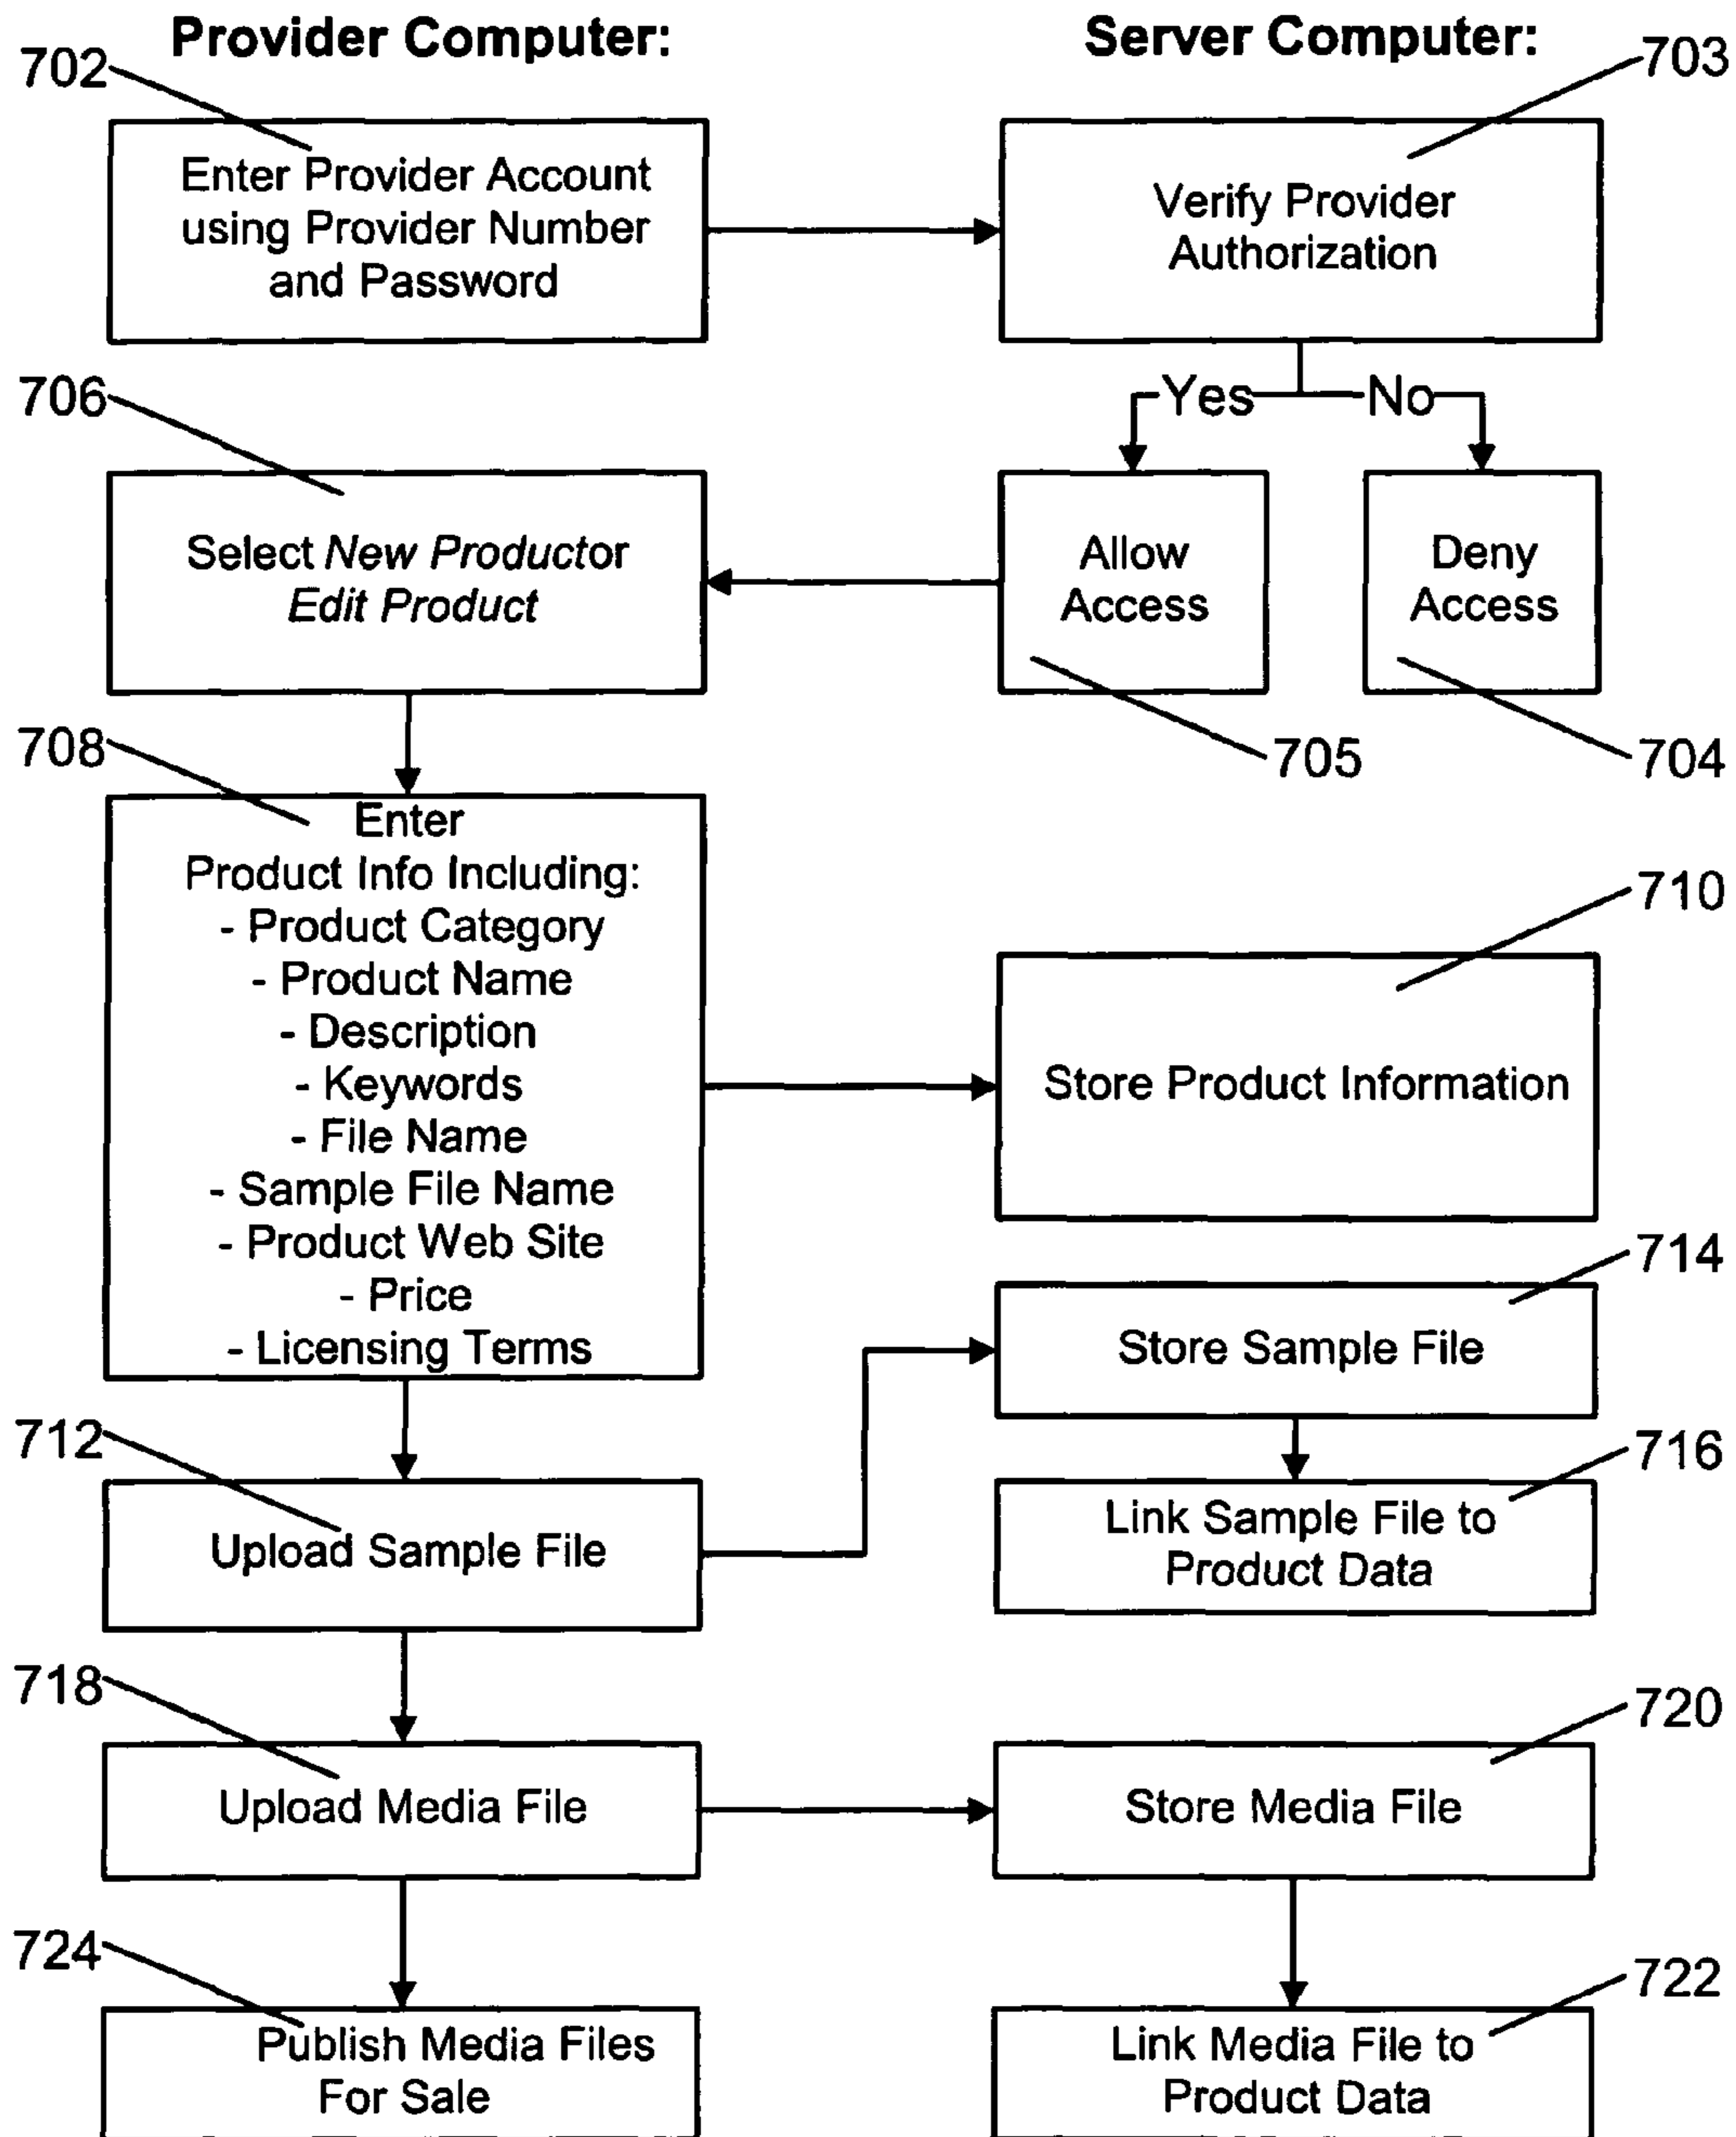 Provider Computer:
Server Computer:
702
703
Enter Provider Account
using Provider Number
and Password
Verify Provider
Authorization
Yes
No
706
Select New Productor
Edit Product
Allow
Access
Deny
Access
705
704
708
Enter
Product Info Including:
- Product Category
- Product Name
- Description
- Keywords
- File Name
- Sample File Name
- Product Web Site
- Price
- Licensing Terms
710
Store Product Information
714
Store Sample File
712
Upload Sample File
716
Link Sample File to
Product Data
718
Upload Media File
720
Store Media File
724
Publish Media Files
For Sale
722
Link Media File to
Product Data